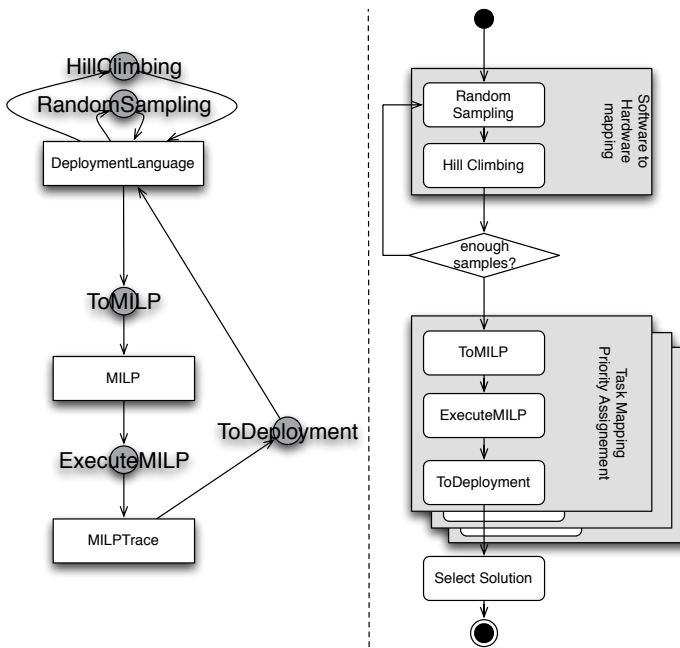 HillClimbing
RandomSampling
DeploymentLanguage
ToMILP
MILP
ToDeployment
ExecuteMILP
MILPTrace
Random
Sampling
Hill Climbing
Software to
Hardware
mapping
enough
samples?
ToMILP
ExecuteMILP
ToDeployment
Task Mapping
Priority Assignement
Select Solution